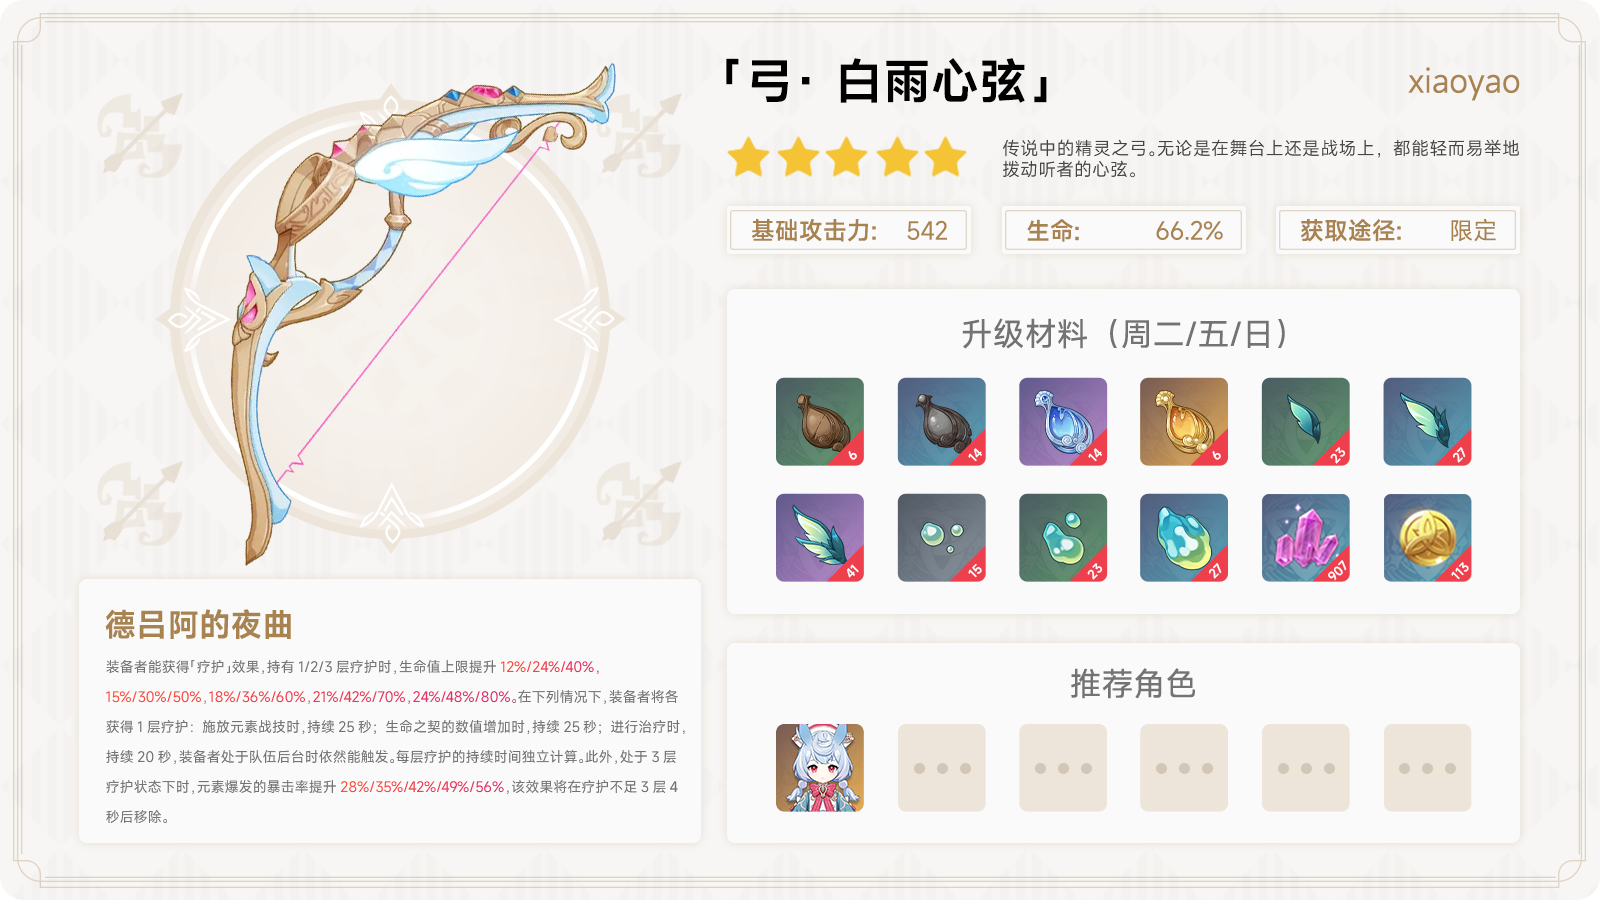 「弓· 白雨心弦」
xiaoyao
传说中的精灵之弓。无论是在舞台上还是战场上，都能轻而易举地
拨动听者的心弦。
基础攻击力: 542
生命: 66.2%
获取途径: 限定
升级材料（周二/五/日）
6 14 14 6 23 27
41 15 23 27 907 113
德吕阿的夜曲
装备者能获得「疗护」效果,持有 1/2/3 层疗护时,生命值上限提升 12%/24%/40%,
15%/30%/50%,18%/36%/60%,21%/42%/70%,24%/48%/80%。在下列情况下,装备者将各
获得 1 层疗护：施放元素战技时,持续 25 秒；生命之契的数值增加时,持续 25 秒；进行治疗时,
持续 20 秒,装备者处于队伍后台时依然能触发。每层疗护的持续时间独立计算。此外,处于 3 层
疗护状态下时,元素爆发的暴击率提升 28%/35%/42%/49%/56%,该效果将在疗护不足 3 层 4
秒后移除。
推荐角色